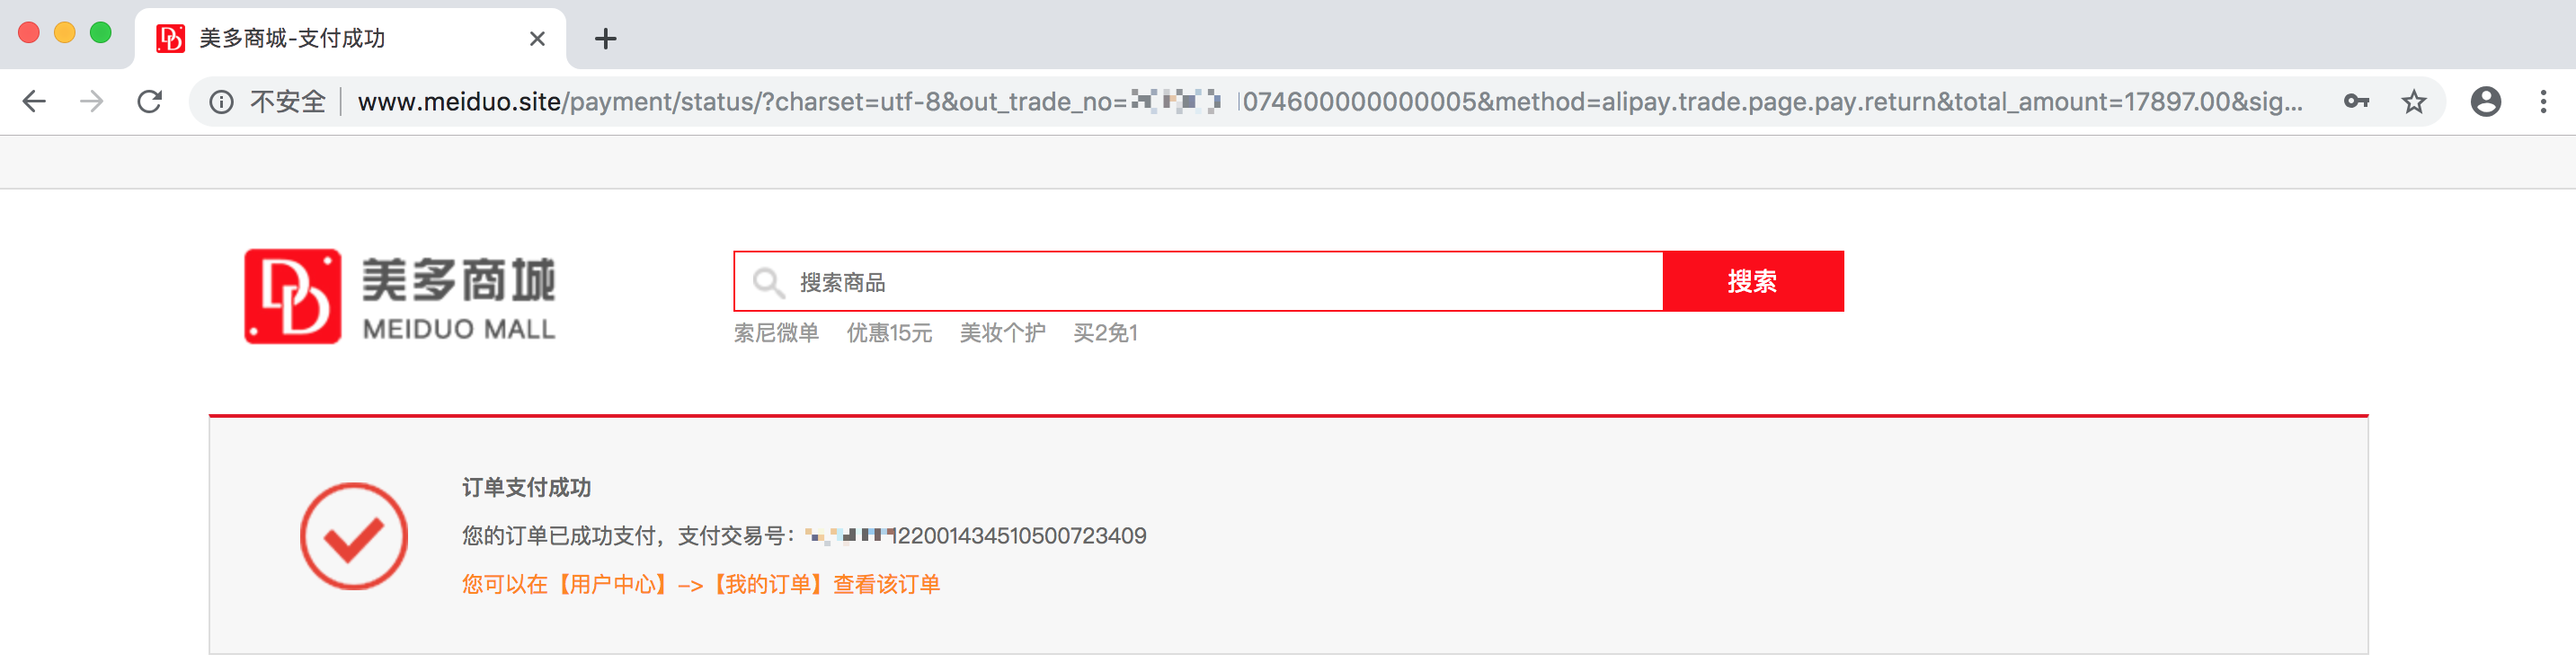 美多商城-支付成功
不安全 www.meiduo.site/payment/status/?charset=utf-8&out_trade_no= 074600000000005&method=alipay.trade.page.pay.return&total_amount=17897.00&sig...
美多商城
MEIDUO MALL
搜索商品
搜索
索尼微单 优惠15元 美妆个护 买2免1
订单支付成功
您的订单已成功支付，支付交易号： 122001434510500723409
您可以在【用户中心】->【我的订单】查看该订单